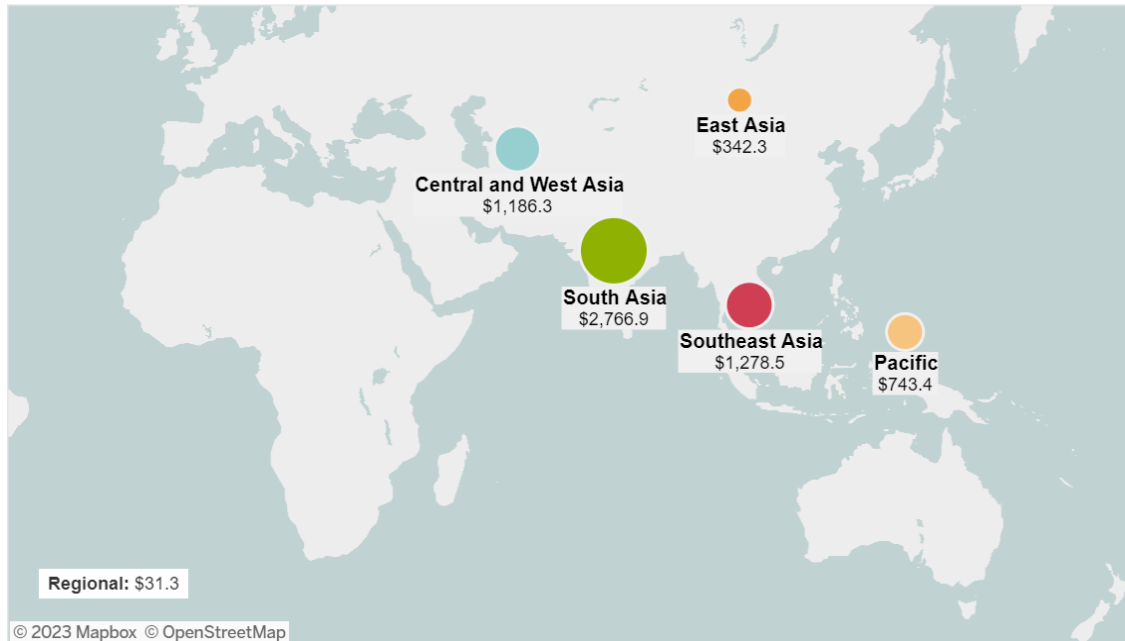 East Asia
$342.3
Central and West Asia
$1,186.3
South Asia
$2,766.9
Southeast Asia
$1,278.5
Pacific
$743.4
Regional: $31.3
© 2023 Mapbox © OpenStreetMap